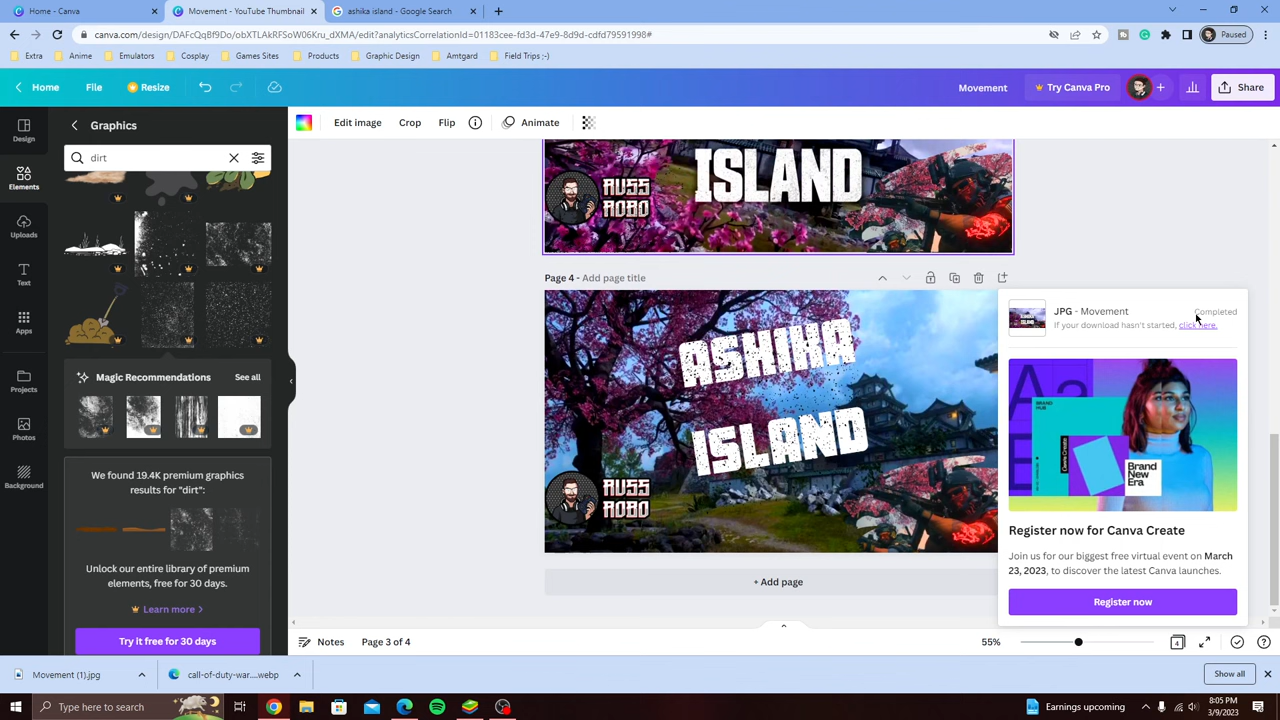 Home - Canva
Movement - YouTube Thumbnail
ashika island - Google Search
canva.com/design/DAFcQqBf9Do/obXTLAkRFSoW06Kru_dXMA/edit?analyticsCorrelationId=01183cee-fd3d-47e9-8d9d-cdfd79591998#
Paused
Extra
Anime
Emulators
Cosplay
Games Sites
Products
Graphic Design
Amtgard
Field Trips ;-)
Home
File
Resize
Movement
Try Canva Pro
Share
Design
Elements
Uploads
Text
Apps
Projects
Photos
Background
Graphics
dirt
Magic Recommendations
See all
We found 19.4K premium graphics
results for "dirt":
Unlock our entire library of premium
elements, free for 30 days.
Learn more
Try it free for 30 days
Edit image
Crop
Flip
Animate
ISLAND
RUSS
ROBO
Page 4 - Add page title
ASHIKA
ISLAND
RUSS
ROBO
+ Add page
JPG - Movement
Completed
If your download hasn't started, click here.
BRAND
HUB
Canva Create
Brand
New
Era
Register now for Canva Create
Join us for our biggest free virtual event on March
23, 2023, to discover the latest Canva launches.
Register now
Notes
Page 3 of 4
55%
4
Movement (1).jpg
call-of-duty-war....webp
Show all
Type here to search
Earnings upcoming
8:05 PM
3/9/2023